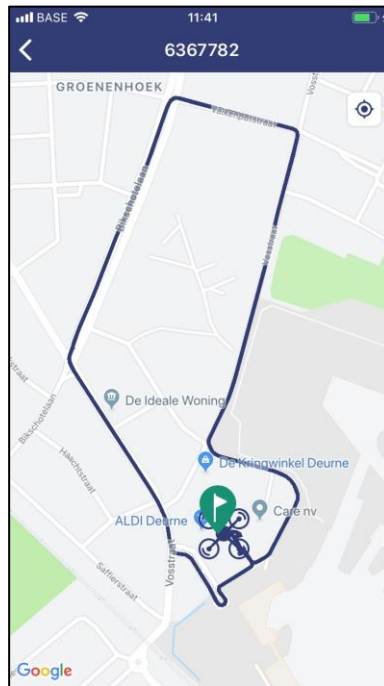 BASE
11:41
6367782
GROENENHOEK
Vosstraat
Bikschotelaan
Vosstraat
De Ideale Woning
Bikschotelaan
De Kringwinkel Deurne
Haachtstraat
ALDI Deurne
Care nv
Vosstraat
Saffierstraat
Google